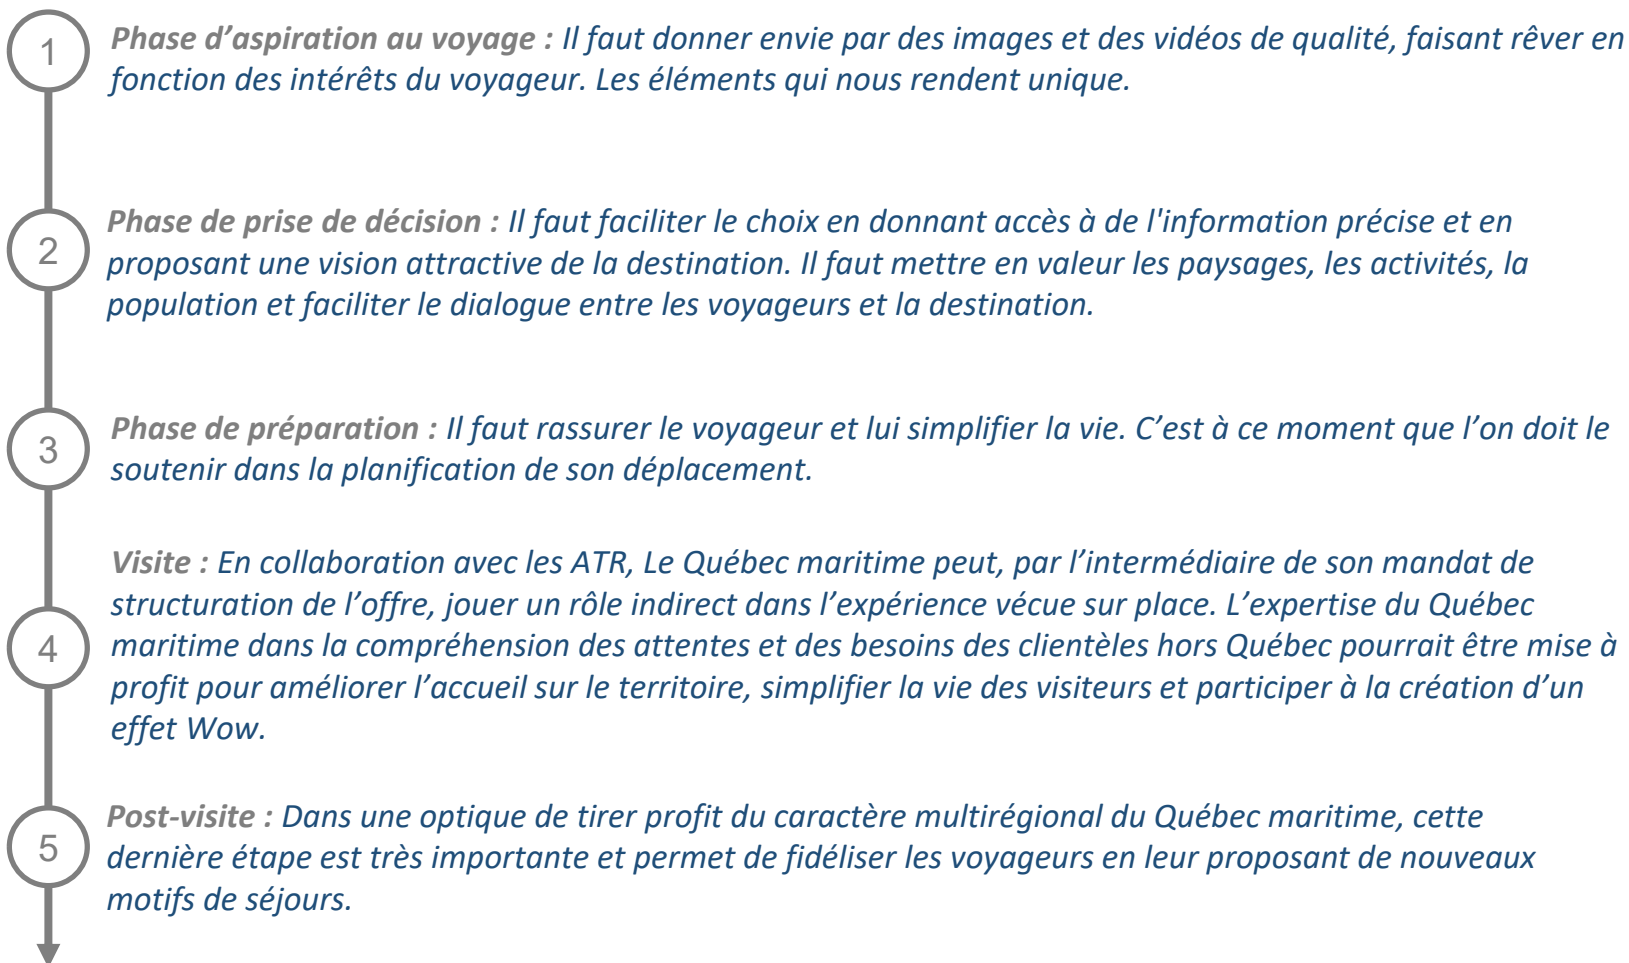 1
Phase d’aspiration au voyage : Il faut donner envie par des images et des vidéos de qualité, faisant rêver en
fonction des intérêts du voyageur. Les éléments qui nous rendent unique.
2
Phase de prise de décision : Il faut faciliter le choix en donnant accès à de l'information précise et en
proposant une vision attractive de la destination. Il faut mettre en valeur les paysages, les activités, la
population et faciliter le dialogue entre les voyageurs et la destination.
3
Phase de préparation : Il faut rassurer le voyageur et lui simplifier la vie. C’est à ce moment que l’on doit le
soutenir dans la planification de son déplacement.
4
Visite : En collaboration avec les ATR, Le Québec maritime peut, par l’intermédiaire de son mandat de
structuration de l’offre, jouer un rôle indirect dans l’expérience vécue sur place. L’expertise du Québec
maritime dans la compréhension des attentes et des besoins des clientèles hors Québec pourrait être mise à
profit pour améliorer l’accueil sur le territoire, simplifier la vie des visiteurs et participer à la création d’un
effet Wow.
5
Post-visite : Dans une optique de tirer profit du caractère multirégional du Québec maritime, cette
dernière étape est très importante et permet de fidéliser les voyageurs en leur proposant de nouveaux
motifs de séjours.